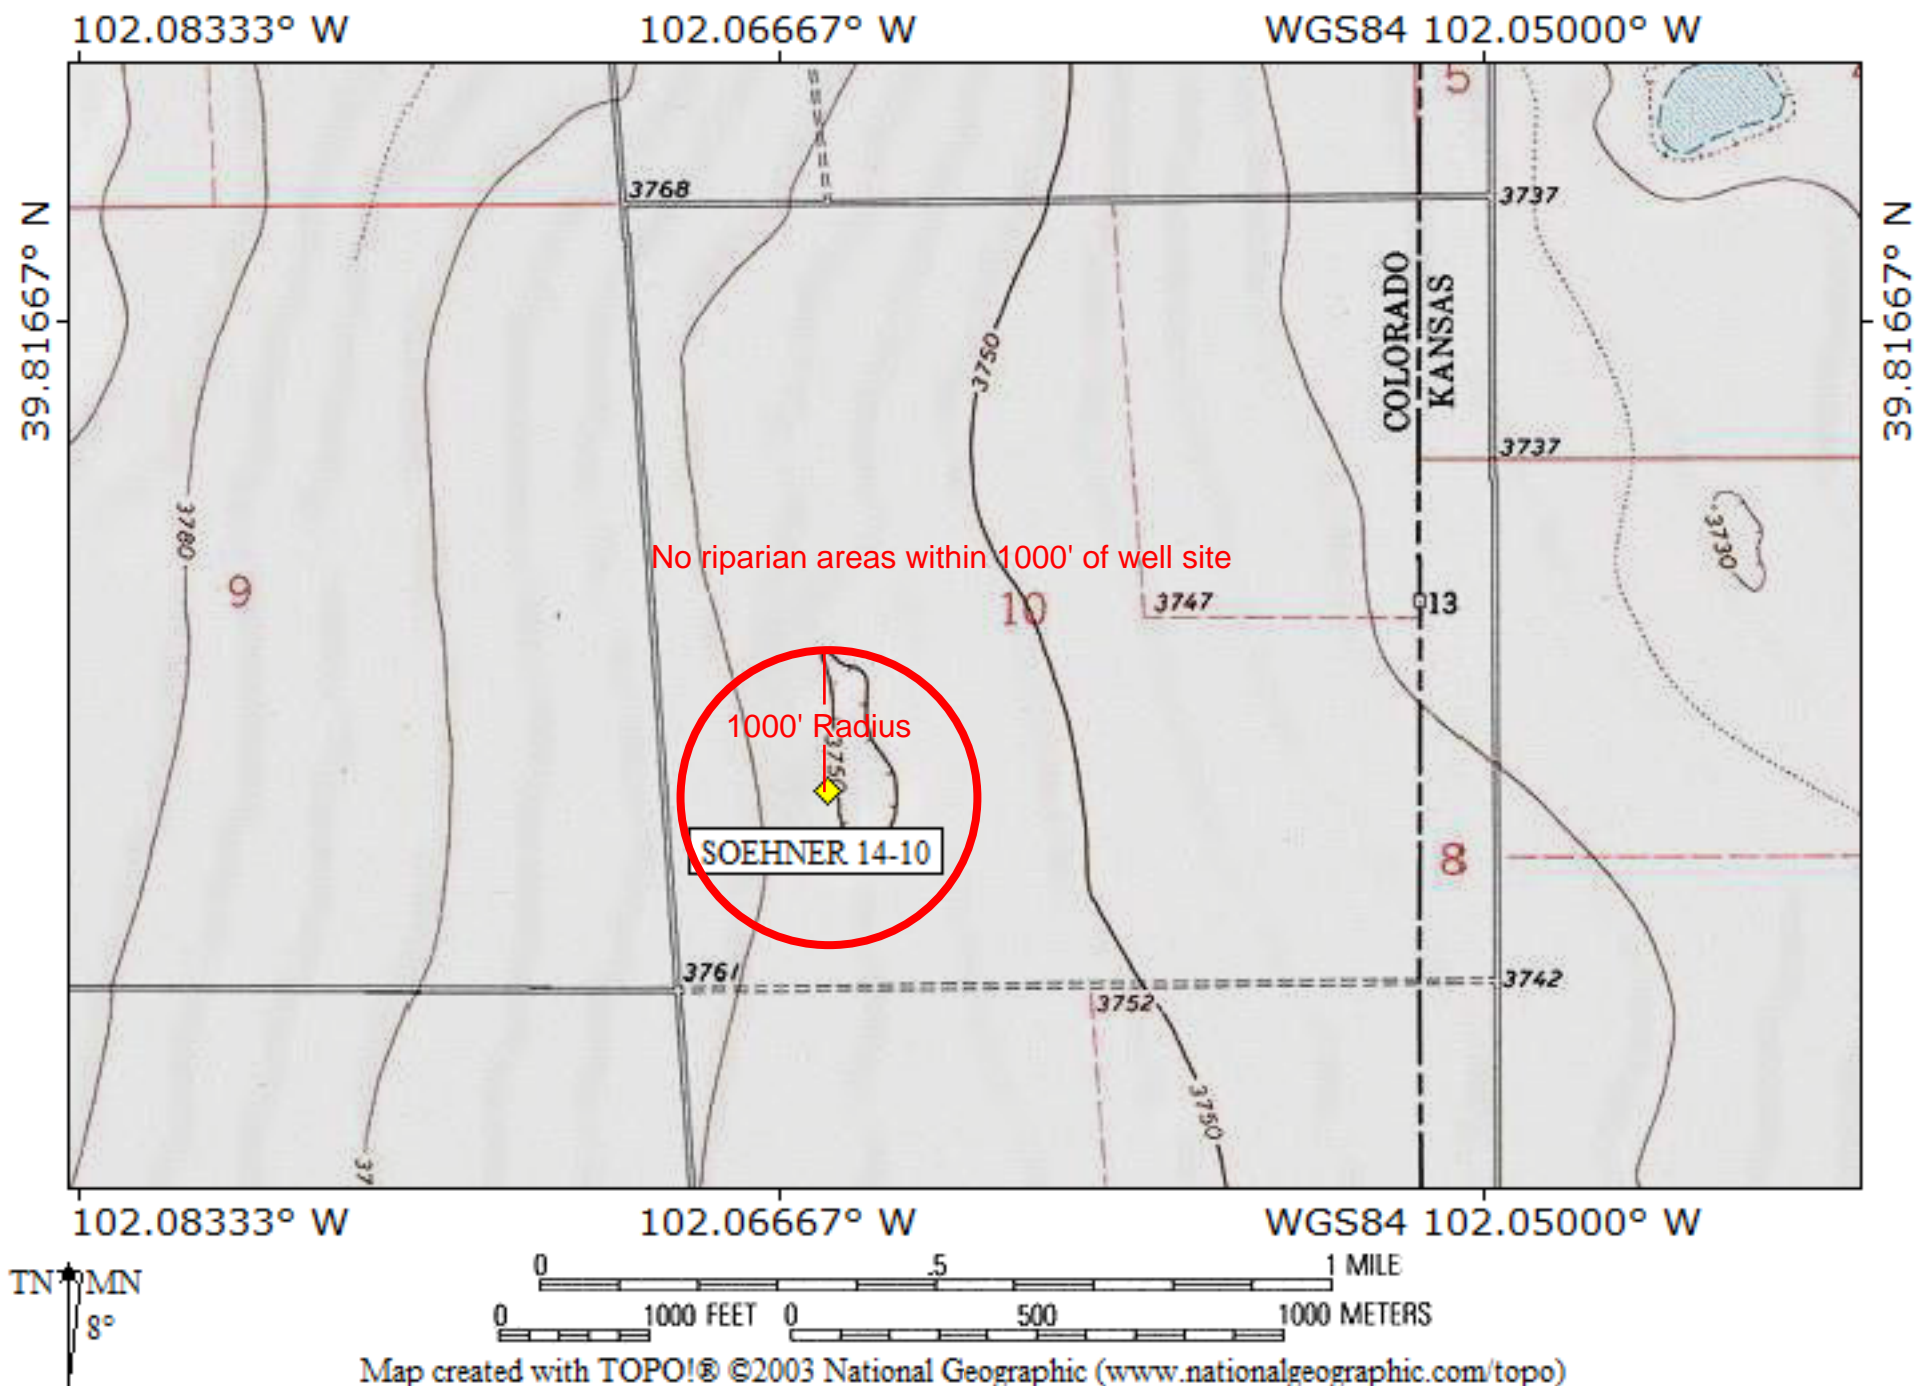 102.08333° W
102.06667° W
WGS84 102.05000° W
5
3768
3737
39.81667° N
39.81667° N
COLORADO
KANSAS
3750
3737
3780
3730
No riparian areas within 1000' of well site
9
10
3747
13
1000' Radius
3750
SOEHNER 14-10
8
3761
3742
3752
3750
37
102.08333° W
102.06667° W
WGS84 102.05000° W
TN MN
8°
0 .5 1 MILE
0 1000 FEET 0 500 1000 METERS
Map created with TOPO!® ©2003 National Geographic (www.nationalgeographic.com/topo)